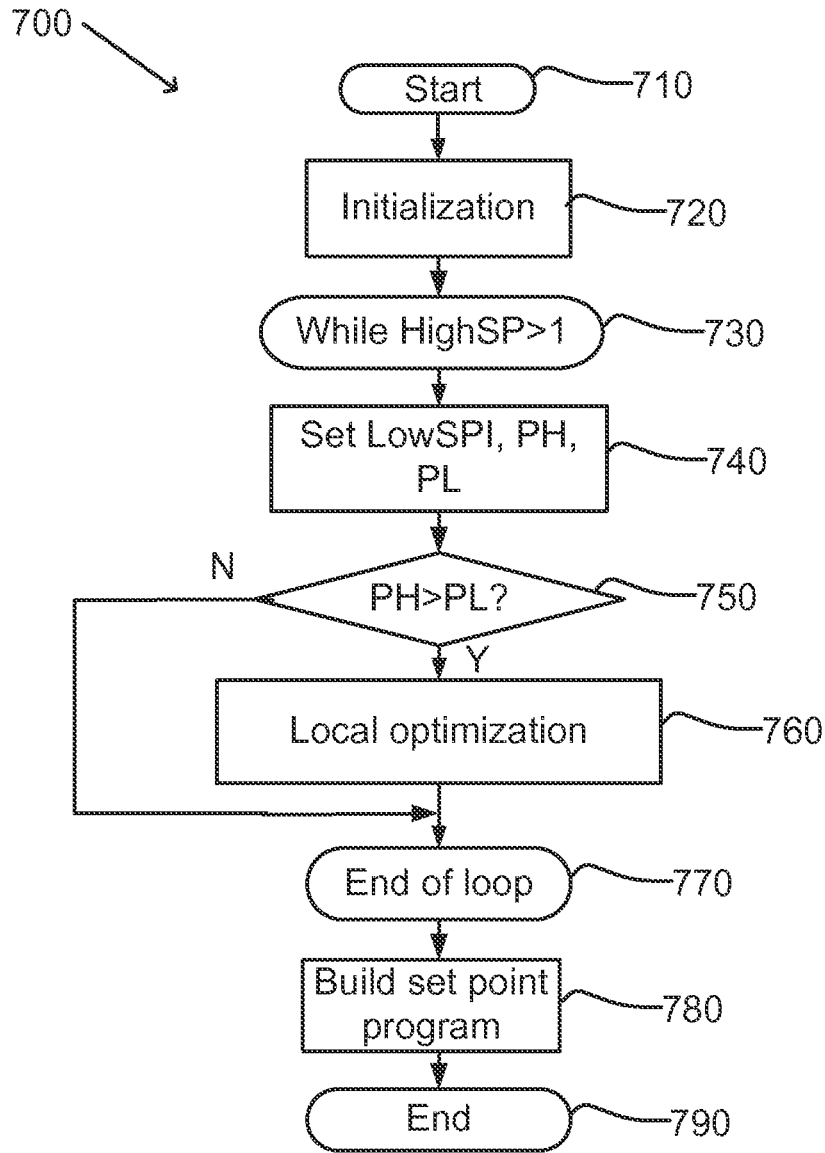 700
Start
710
Initialization
720
While HighSP>1
730
Set LowSPI, PH,
PL
740
N
PH>PL?
750
Y
Local optimization
760
End of loop
770
Build set point
program
780
End
790